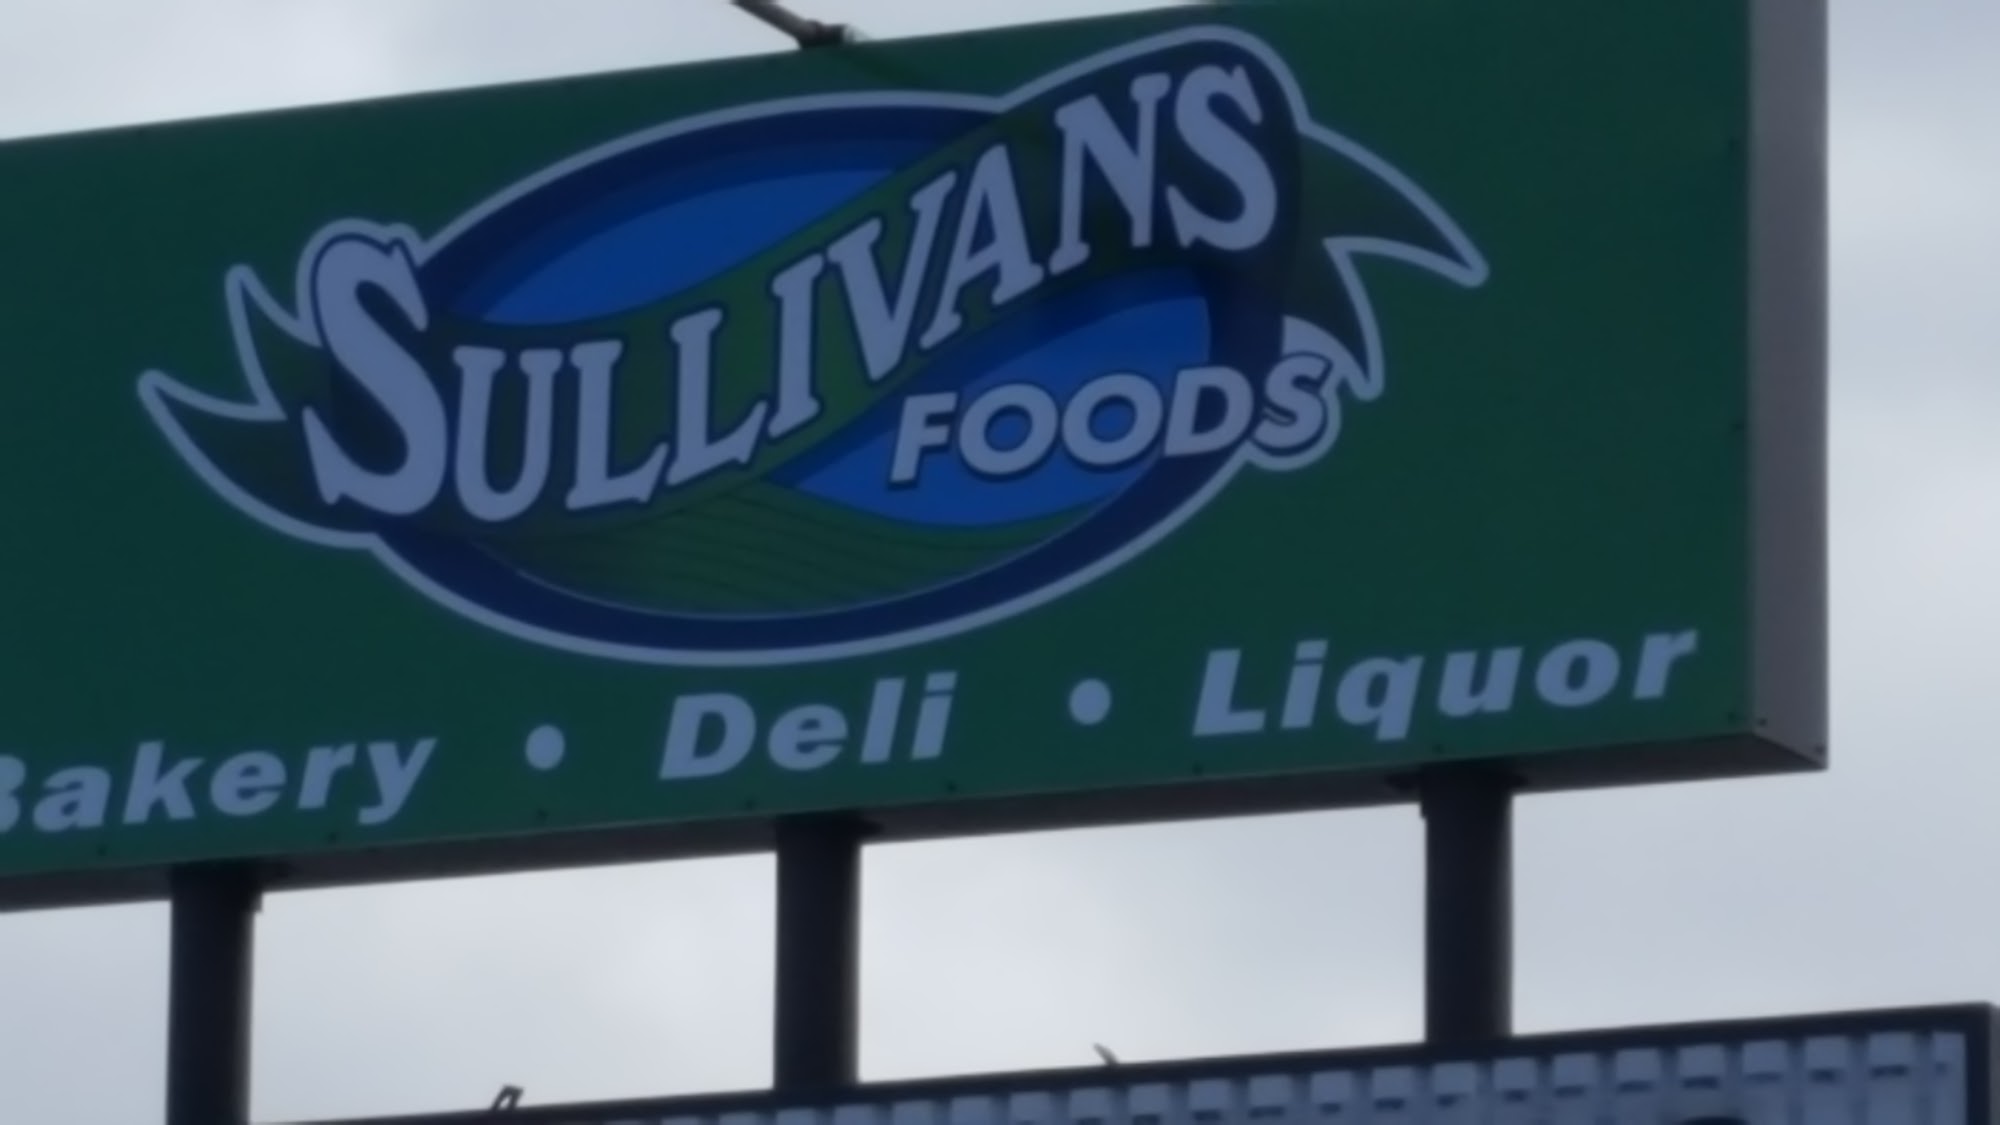 SULLIVANS
FOODS
Bakery • Deli • Liquor